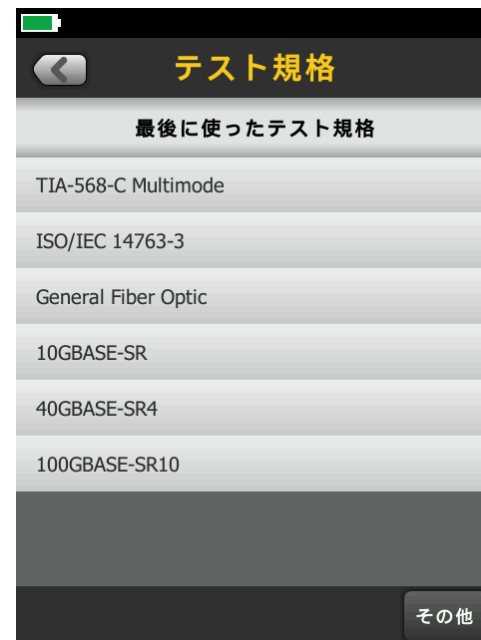 テスト規格
最後に使ったテスト規格
TIA-568-C Multimode
ISO/IEC 14763-3
General Fiber Optic
10GBASE-SR
40GBASE-SR4
100GBASE-SR10
その他